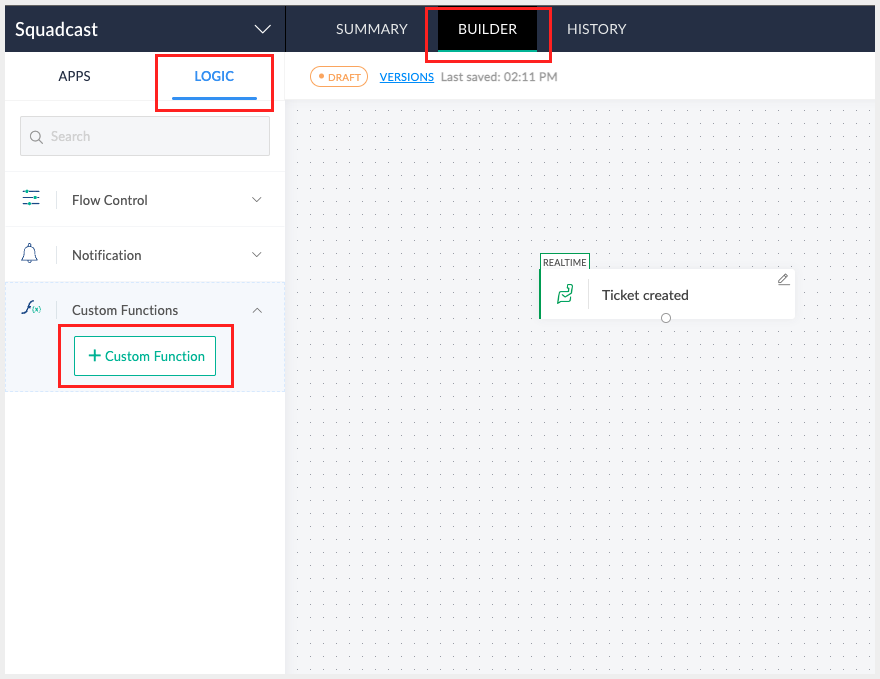 Squadcast
SUMMARY
BUILDER
HISTORY
APPS
LOGIC
DRAFT
VERSIONS
Last saved: 02:11 PM
Search
Flow Control
Notification
f(x)
Custom Functions
+ Custom Function
REALTIME
Ticket created